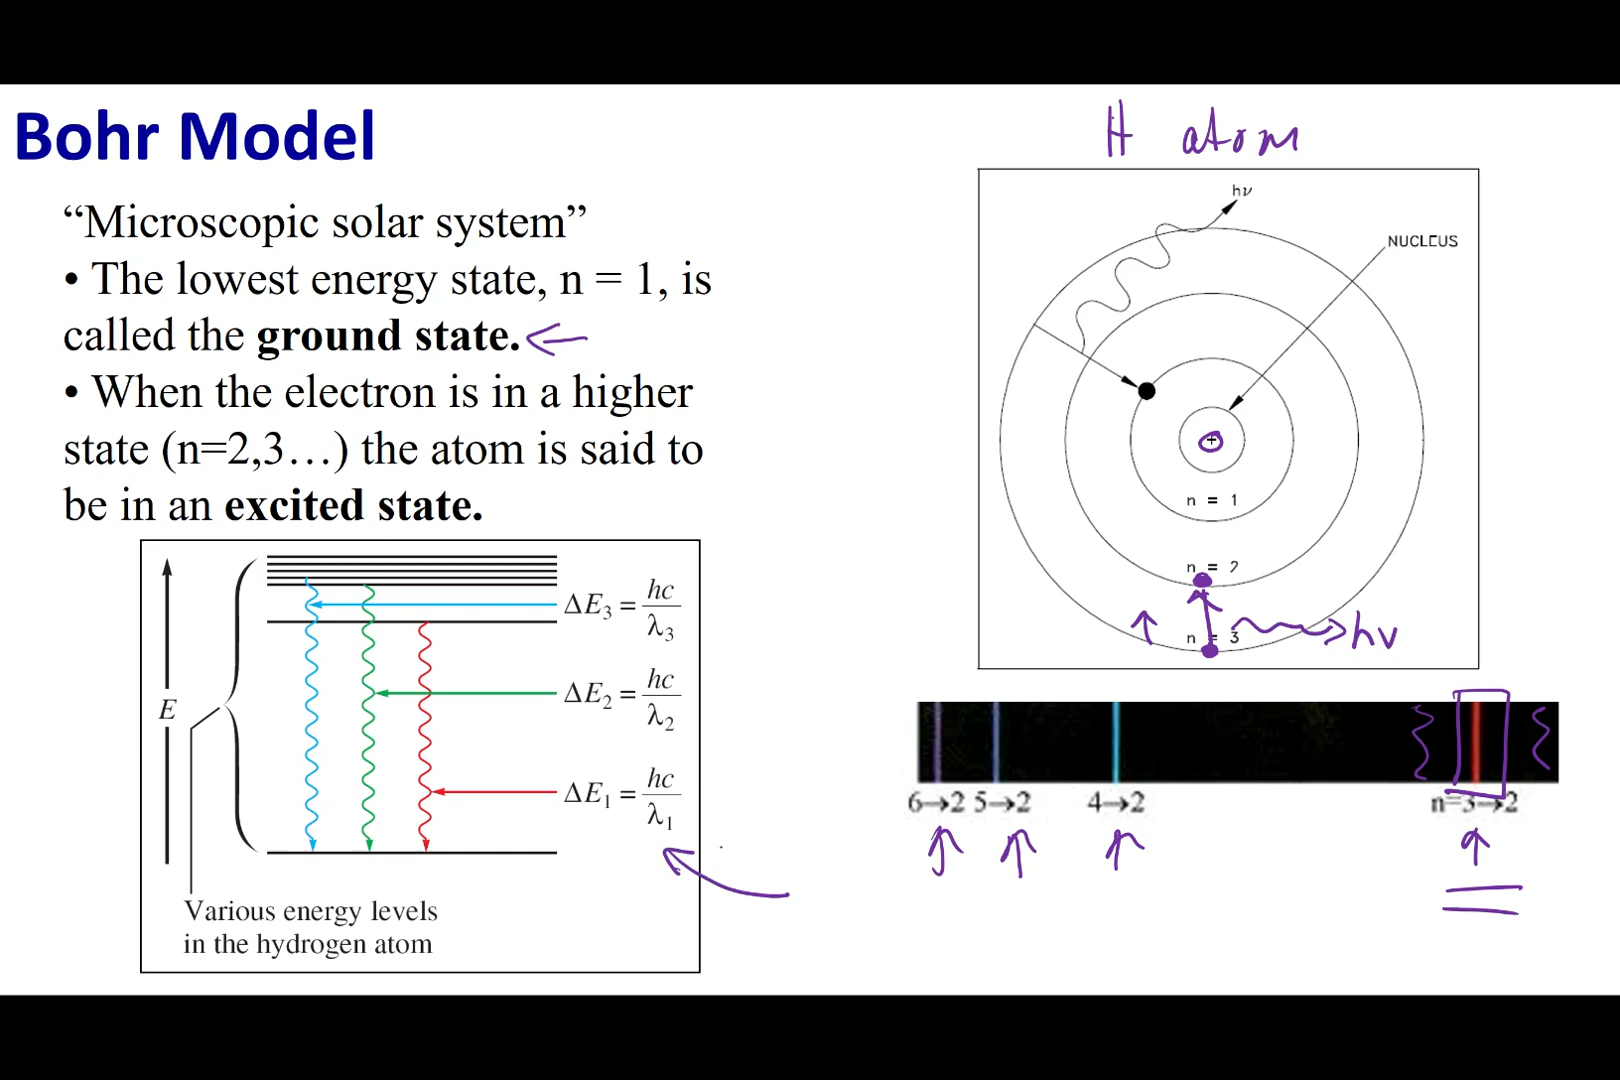 Bohr Model
“Microscopic solar system”
• The lowest energy state, n = 1, is
called the ground state.
• When the electron is in a higher
state (n=2,3…) the atom is said to
be in an excited state.
E
ΔE₃ = hc/λ₃
ΔE₂ = hc/λ₂
ΔE₁ = hc/λ₁
Various energy levels
in the hydrogen atom
H atom
hν
NUCLEUS
+
n = 1
n = 2
n = 3
hν
6→2 5→2 4→2 n=3→2